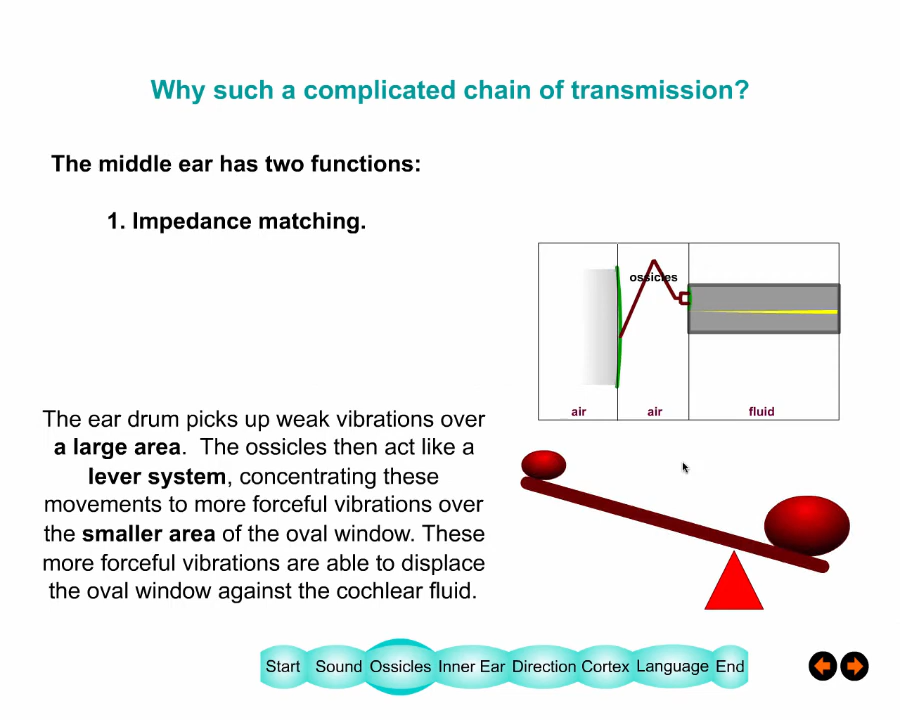 Why such a complicated chain of transmission?
The middle ear has two functions:
1. Impedance matching.
ossicles
air
air
fluid
The ear drum picks up weak vibrations over
a large area. The ossicles then act like a
lever system, concentrating these
movements to more forceful vibrations over
the smaller area of the oval window. These
more forceful vibrations are able to displace
the oval window against the cochlear fluid.
Start Sound Ossicles Inner Ear Direction Cortex Language End